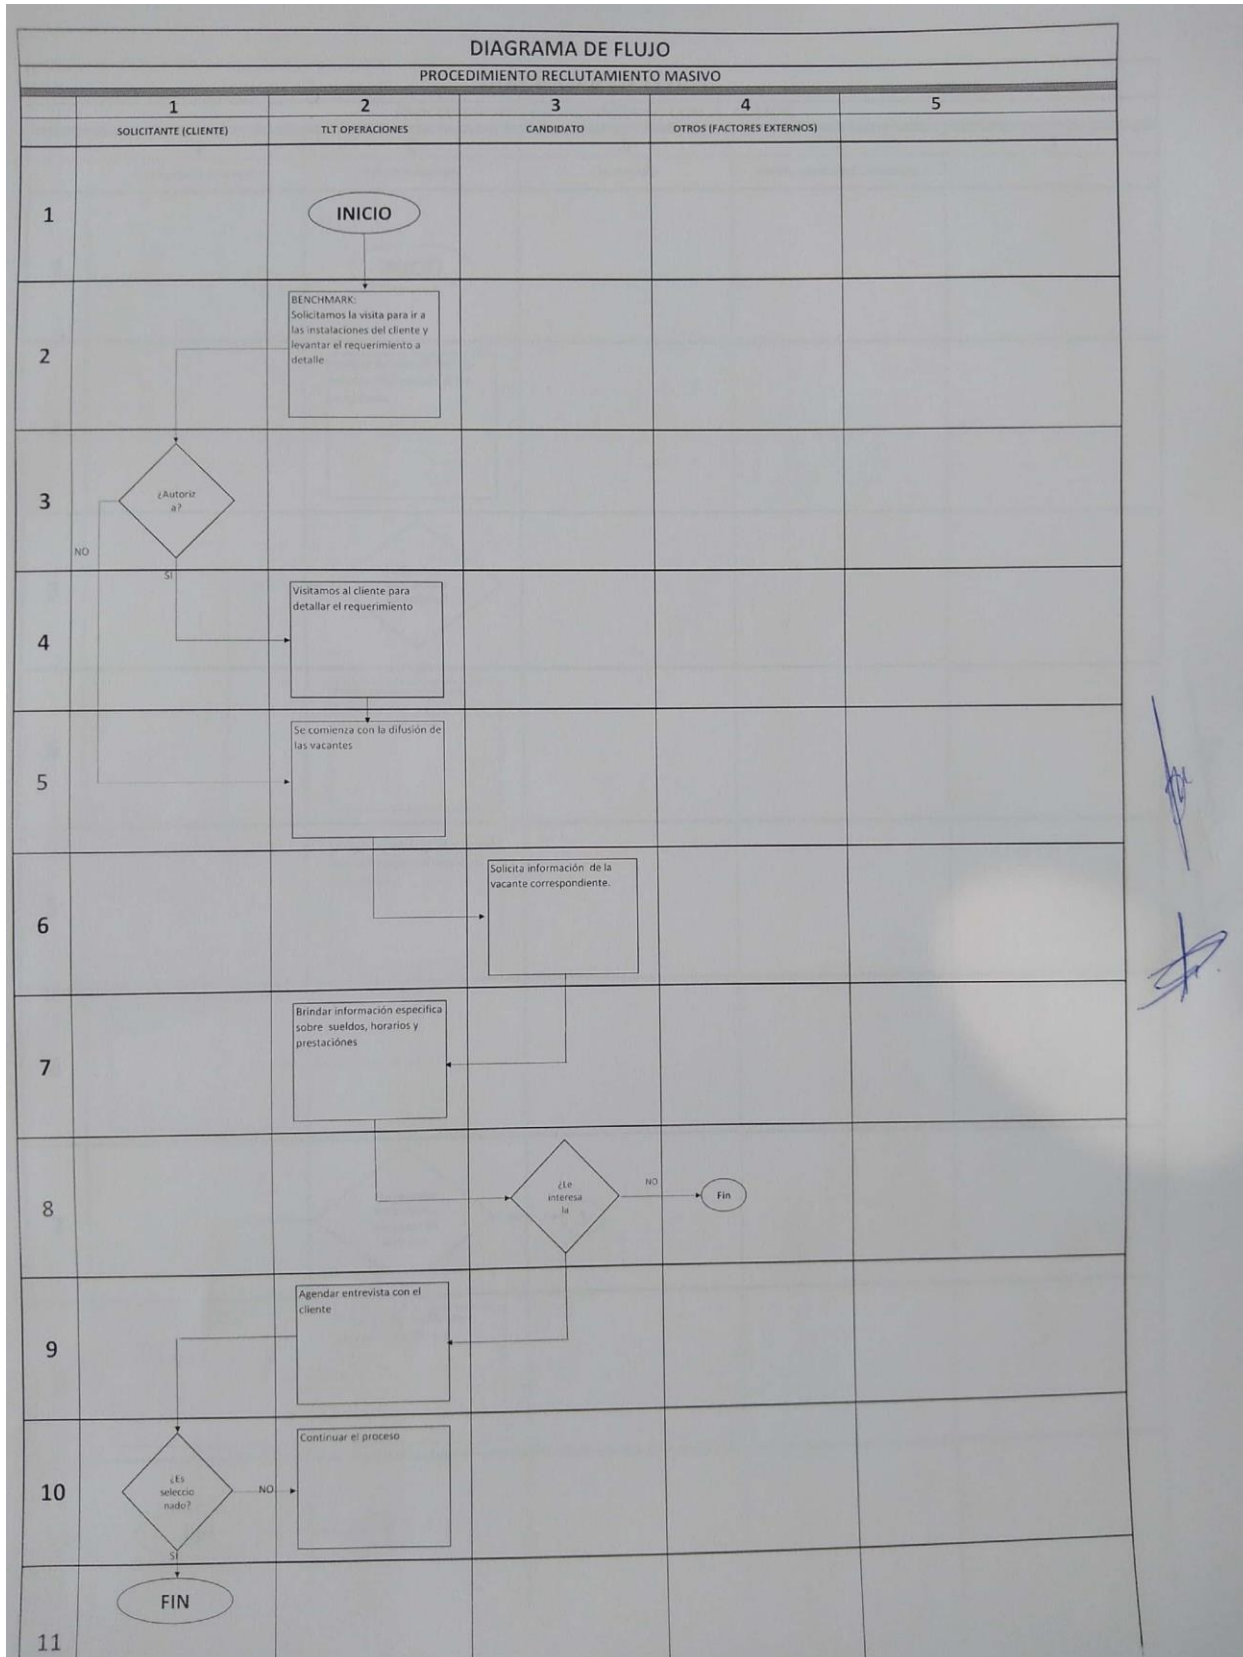 DIAGRAMA DE FLUJO
PROCEDIMIENTO RECLUTAMIENTO MASIVO
1 2 3 4 5
SOLICITANTE (CLIENTE) TLT OPERACIONES CANDIDATO OTROS (FACTORES EXTERNOS)
1
INICIO
2
BENCHMARK:
Solicitamos la visita para ir a
las instalaciones del cliente y
levantar el requerimiento a
detalle
3
¿Autoriz
a?
NO
SI
4
Visitamos al cliente para
detallar el requerimiento
5
Se comienza con la difusión de
las vacantes
6
Solicita información de la
vacante correspondiente.
7
Brindar información especifica
sobre sueldos, horarios y
prestaciónes
8
¿Le
interesa
la
NO
Fin
9
Agendar entrevista con el
cliente
10
¿Es
seleccio
nado?
NO
Continuar el proceso
SI
FIN
11